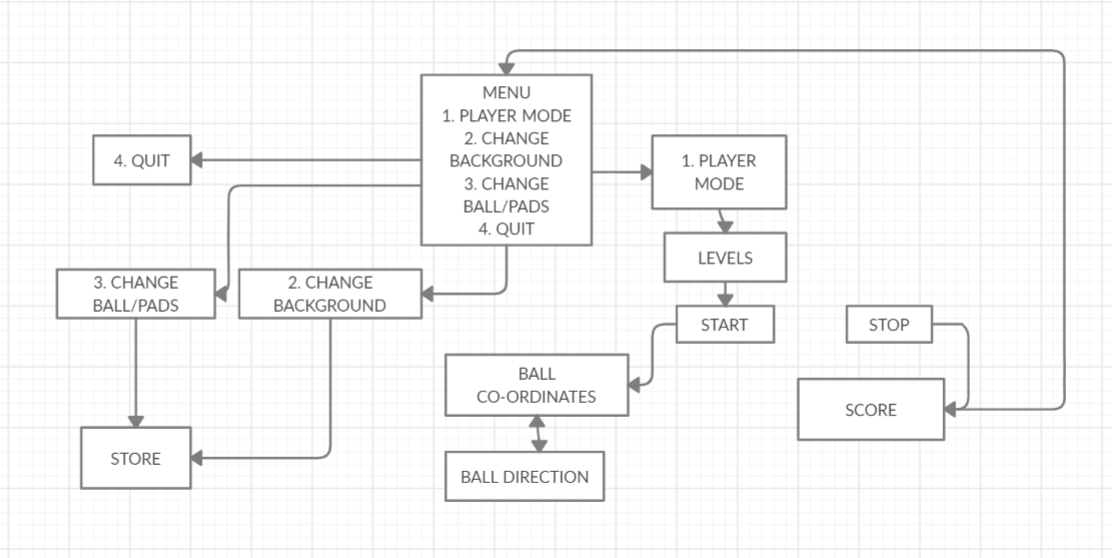 MENU
1. PLAYER MODE
2. CHANGE
BACKGROUND
3. CHANGE
BALL/PADS
4. QUIT
4. QUIT
1. PLAYER
MODE
LEVELS
3. CHANGE
BALL/PADS
2. CHANGE
BACKGROUND
START
STOP
BALL
CO-ORDINATES
SCORE
STORE
BALL DIRECTION